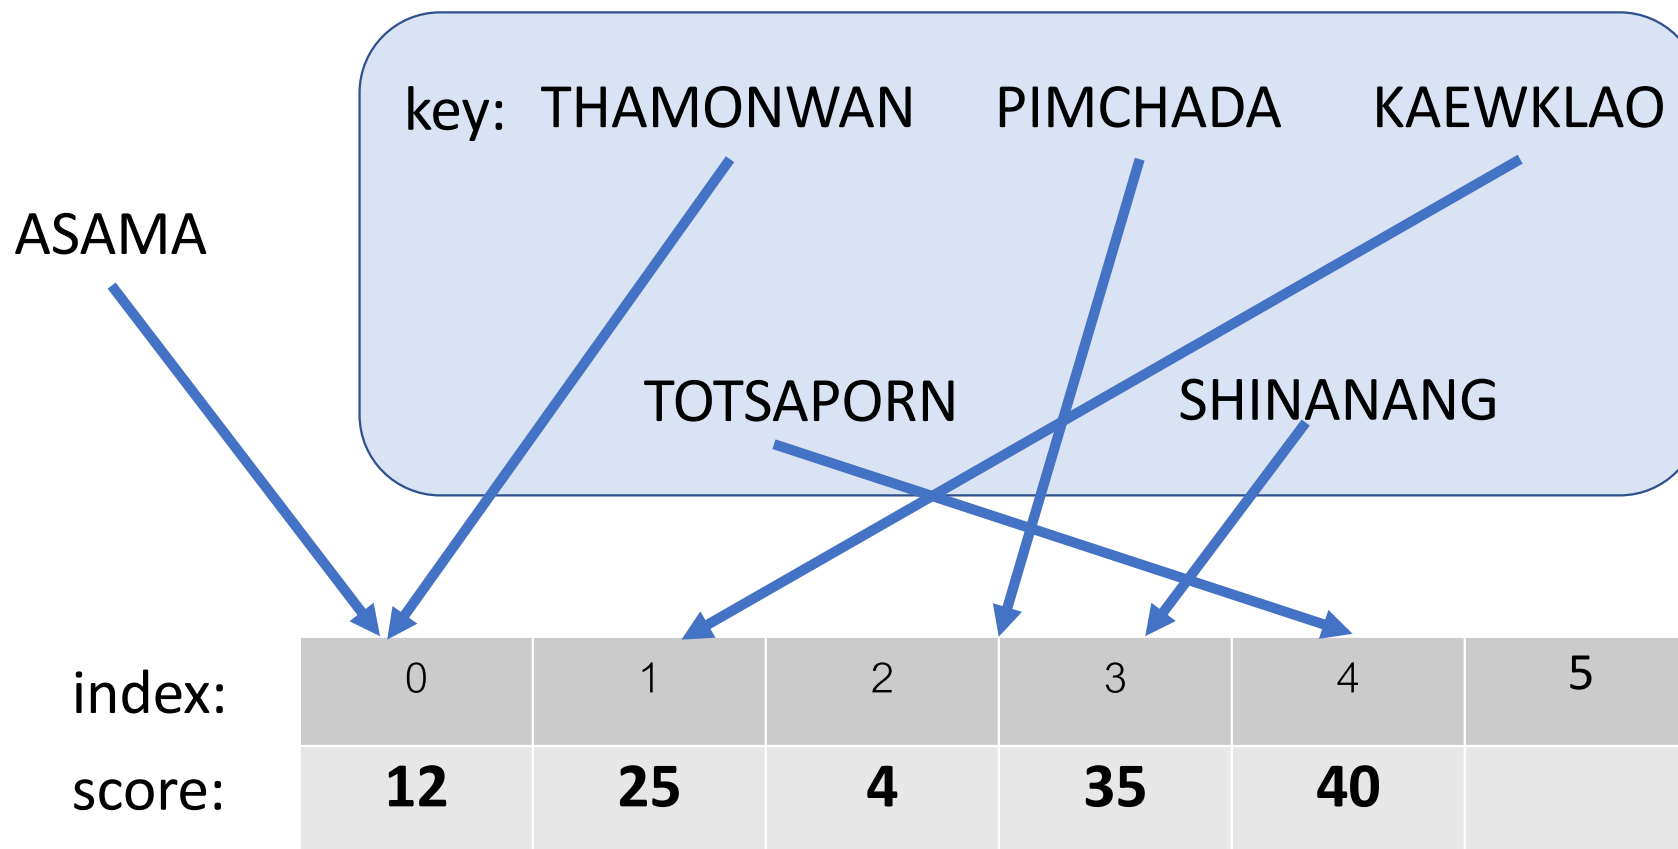 key: THAMONWAN PIMCHADA KAEWKLAO
ASAMA
TOTSAPORN SHINANANG
index: 0 1 2 3 4 5
score: 12 25 4 35 40